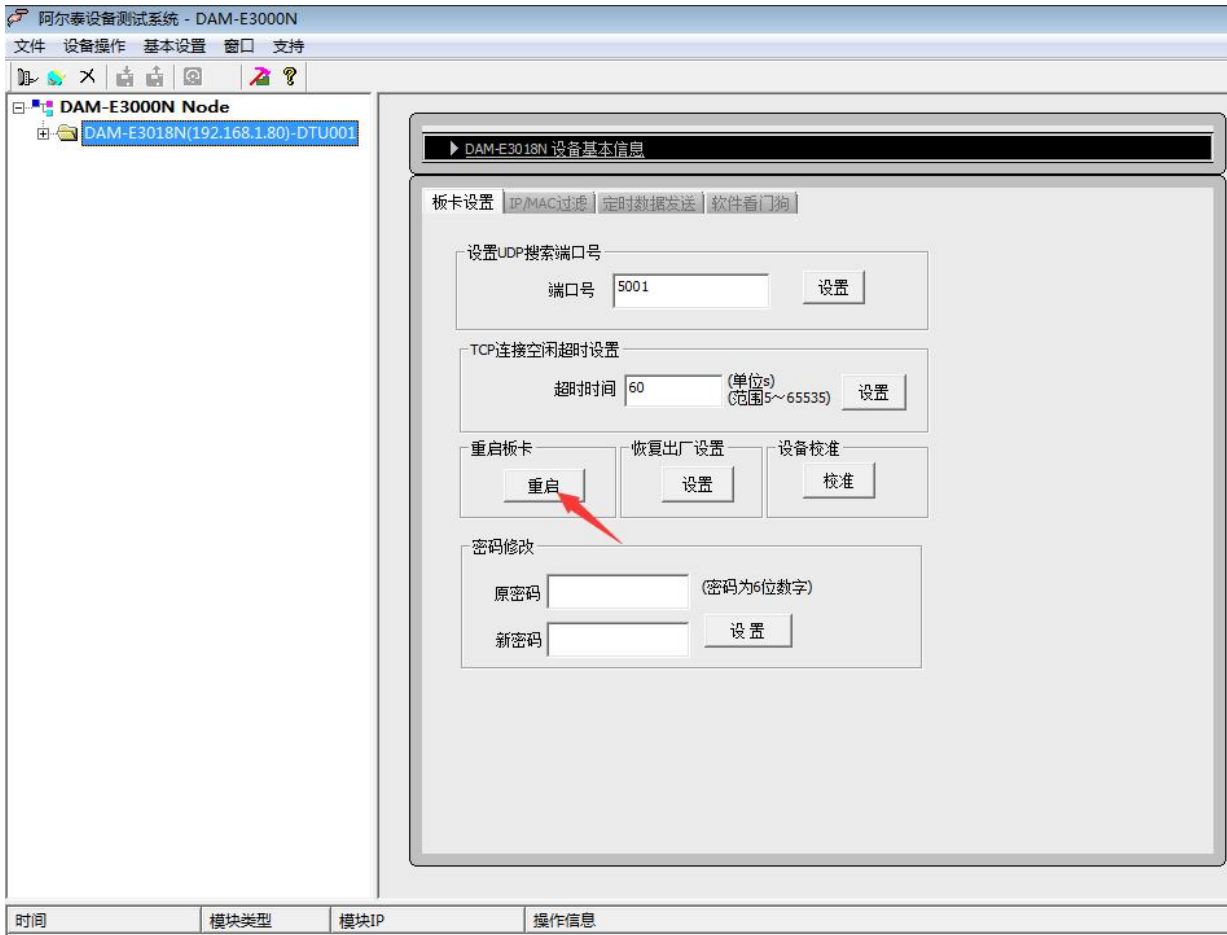 阿尔泰设备测试系统 - DAM-E3000N
文件 设备操作 基本设置 窗口 支持
DAM-E3000N Node
DAM-E3018N(192.168.1.80)-DTU001
DAM-E3018N 设备基本信息
板卡设置 IP/MAC过滤 定时数据发送 软件看门狗
设置UDP搜索端口号
端口号 5001 设置
TCP连接空闲超时设置
超时时间 60 (单位s) 设置
(范围5～65535)
重启板卡 恢复出厂设置 设备校准
重启 设置 校准
密码修改
原密码 (密码为6位数字)
新密码 设 置
时间 模块类型 模块IP 操作信息